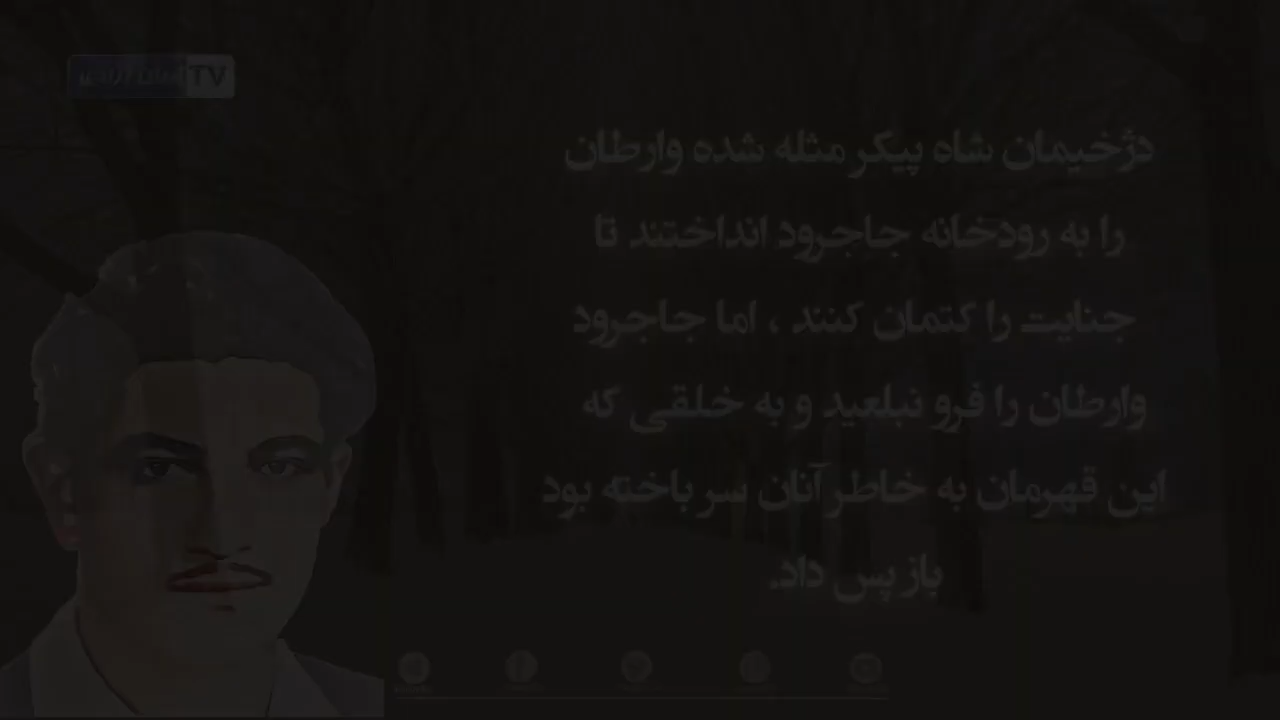 TV
دژخیمان شاه پیکر مثله شده وارطان
را به رودخانه جاجرود انداختند تا
جنایت را کتمان کنند ، اما جاجرود
وارطان را فرو نبلعید و به خلقی که
این قهرمان به خاطر آنان سر باخته بود
باز پس داد.